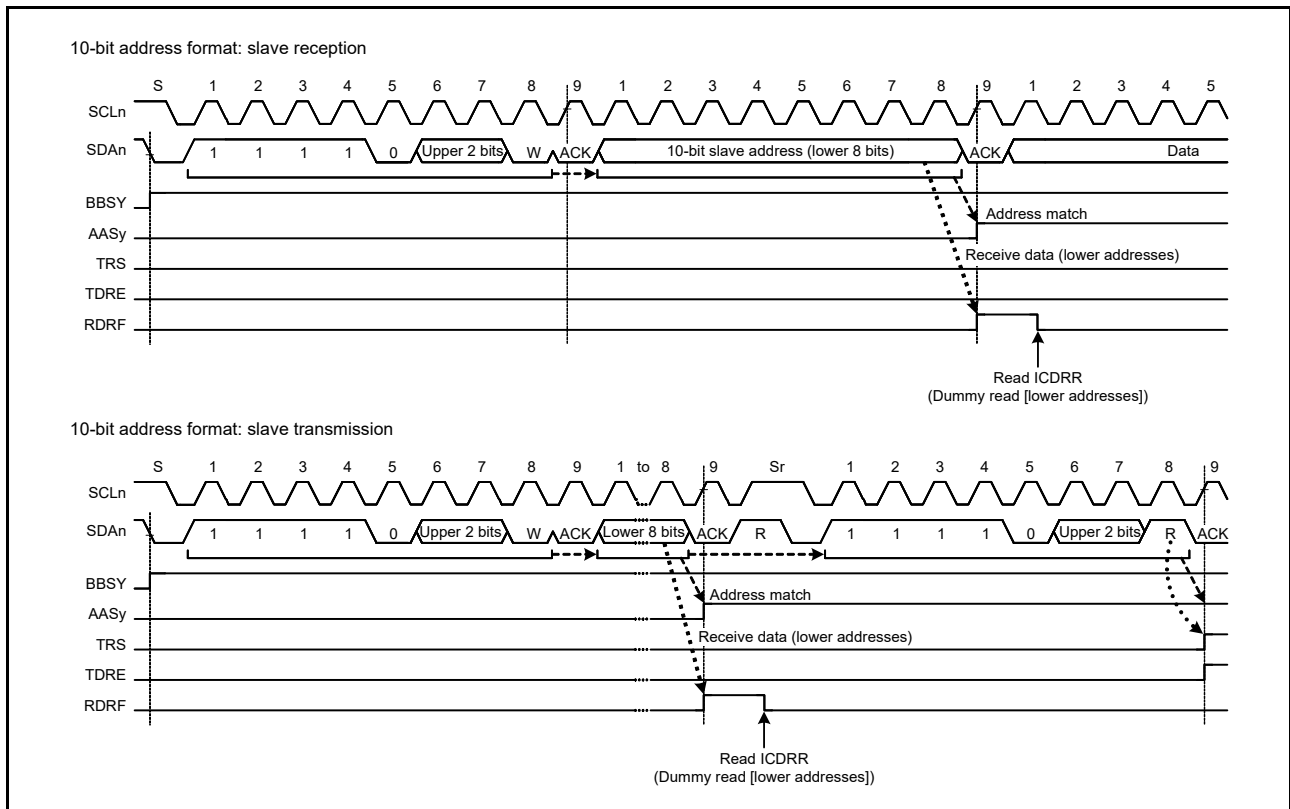 10-bit address format: slave reception
S 1 2 3 4 5 6 7 8 9 1 2 3 4 5 6 7 8 9 1 2 3 4 5
SCLn
SDAn 1 1 1 1 0 Upper 2 bits W ACK 10-bit slave address (lower 8 bits) ACK Data
BBSY
Address match
AASy
Receive data (lower addresses)
TRS
TDRE
RDRF
Read ICDRR
(Dummy read [lower addresses])
10-bit address format: slave transmission
S 1 2 3 4 5 6 7 8 9 1 to 8 9 Sr 1 2 3 4 5 6 7 8 9
SCLn
SDAn 1 1 1 1 0 Upper 2 bits W ACK Lower 8 bits ACK R 1 1 1 1 0 Upper 2 bits R ACK
BBSY
Address match
AASy
Receive data (lower addresses)
TRS
TDRE
RDRF
Read ICDRR
(Dummy read [lower addresses])